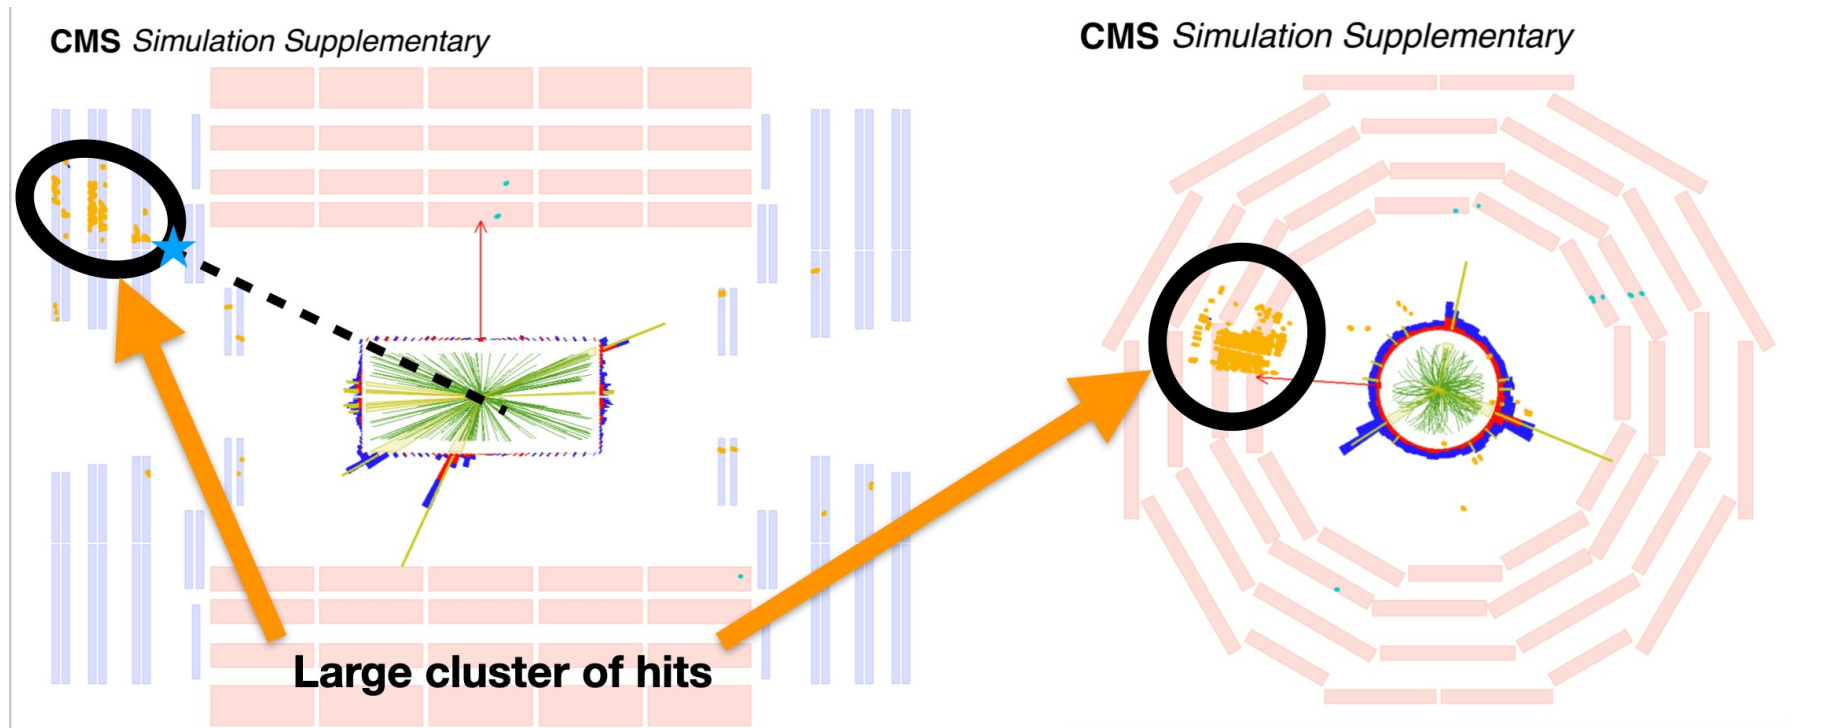 CMS Simulation Supplementary
CMS Simulation Supplementary
Large cluster of hits